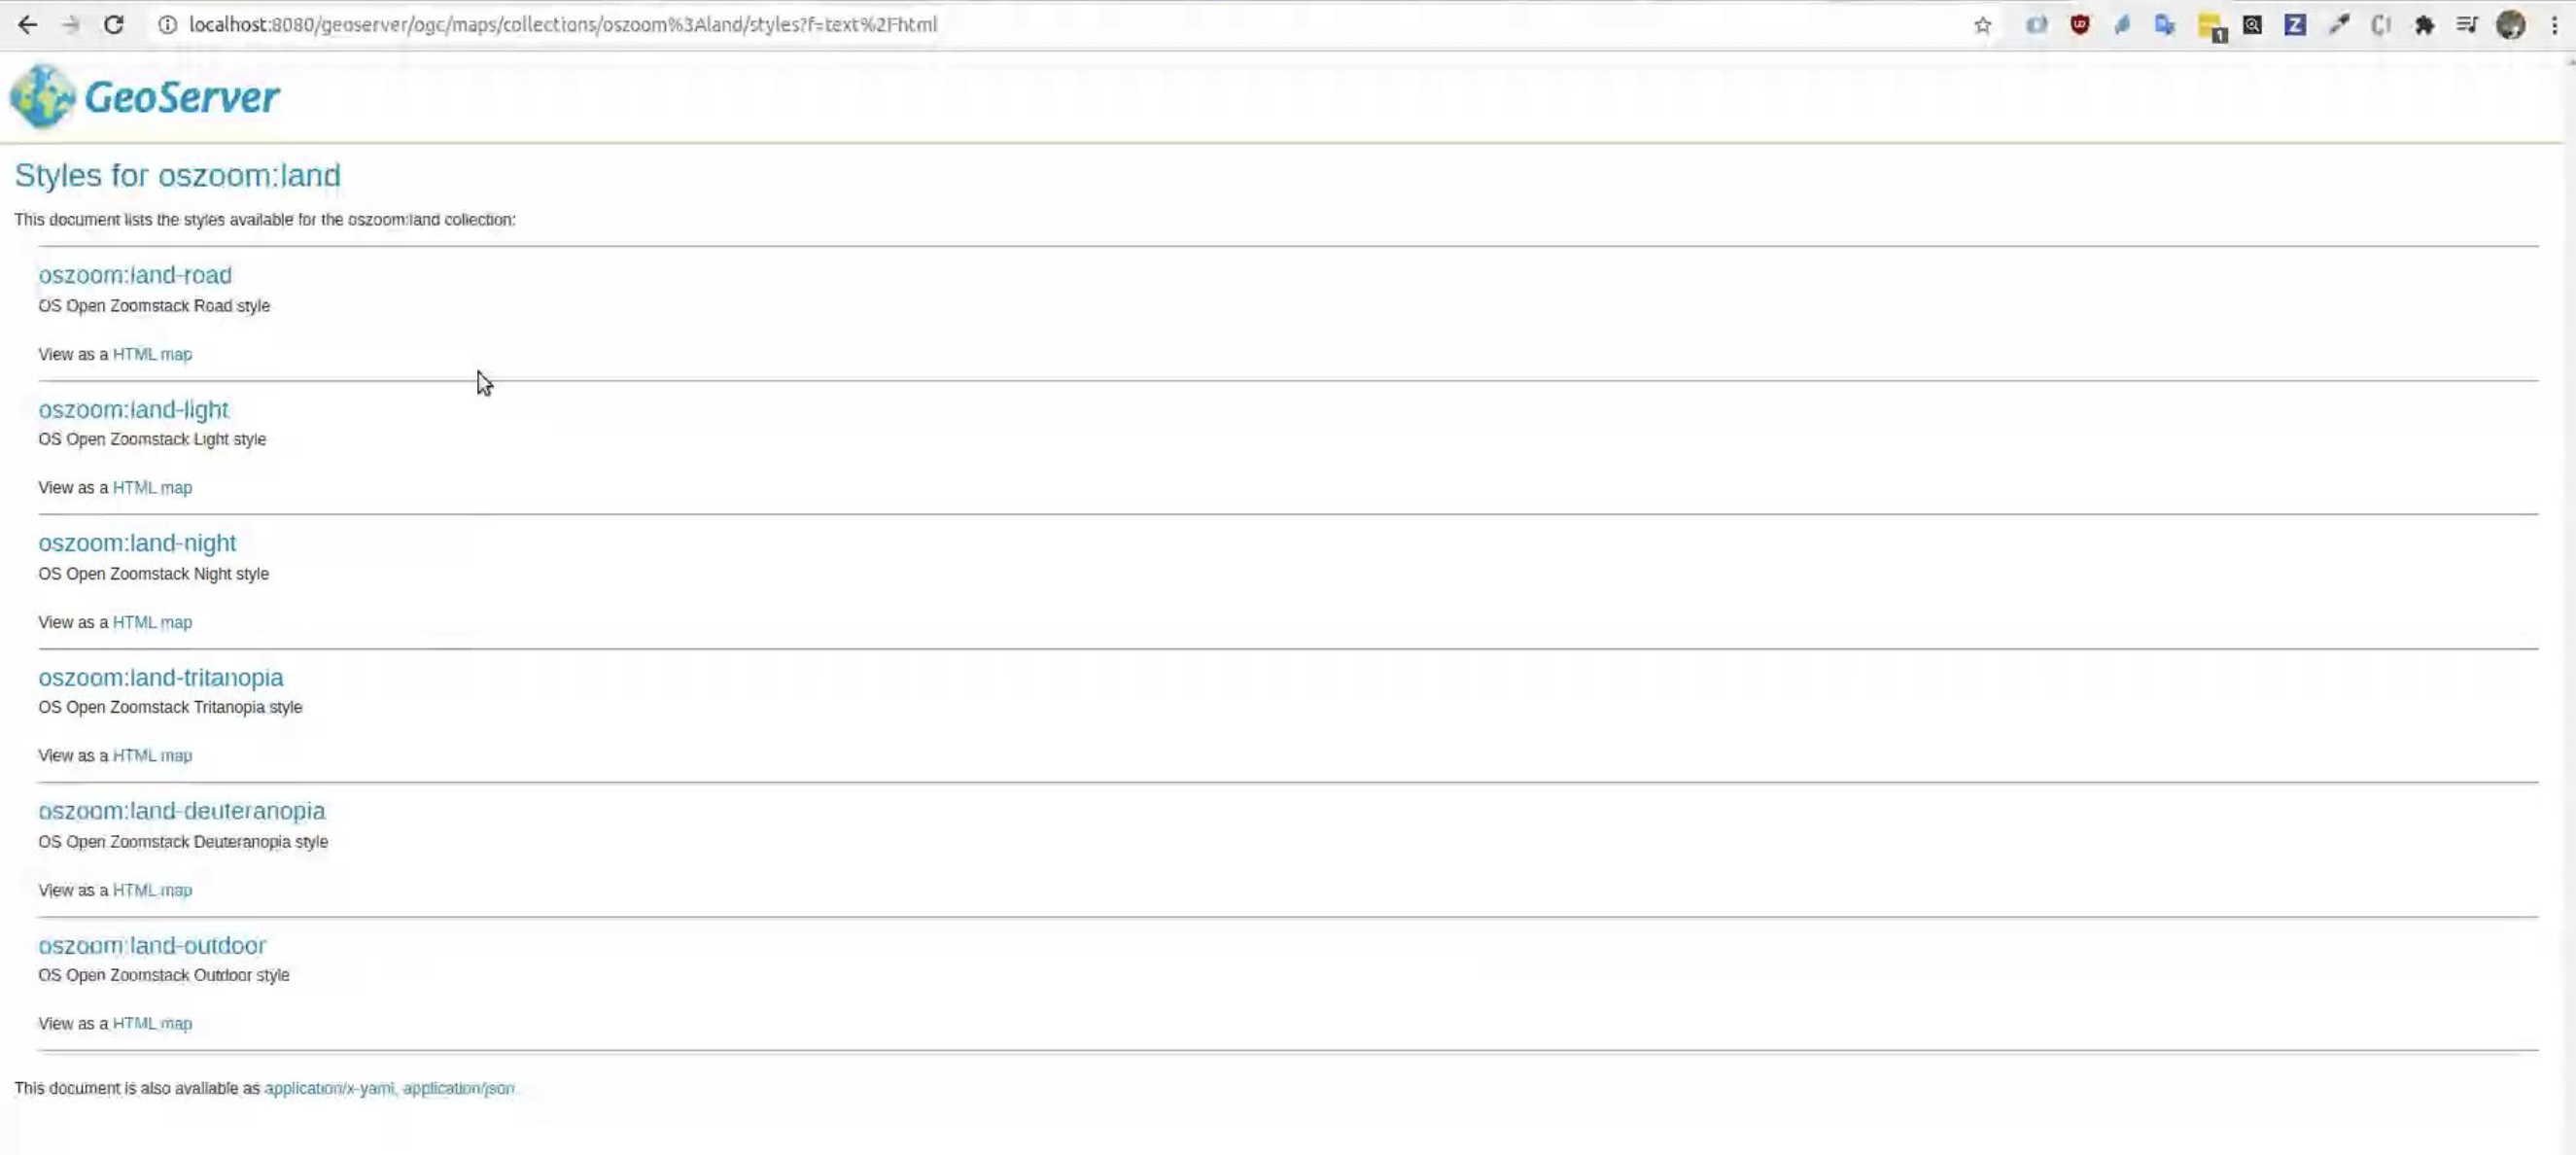 localhost:8080/geoserver/ogc/maps/collections/oszoom%3Aland/styles?f=text%2Fhtml
1
GeoServer
Styles for oszoom:land
This document lists the styles available for the oszoom:land collection:
oszoom:land-road
OS Open Zoomstack Road style
View as a HTML map
oszoom:land-light
OS Open Zoomstack Light style
View as a HTML map
oszoom:land-night
OS Open Zoomstack Night style
View as a HTML map
oszoom:land-tritanopia
OS Open Zoomstack Tritanopia style
View as a HTML map
oszoom:land-deuteranopia
OS Open Zoomstack Deuteranopia style
View as a HTML map
oszoom:land-outdoor
OS Open Zoomstack Outdoor style
View as a HTML map
This document is also available as application/x-yaml, application/json.